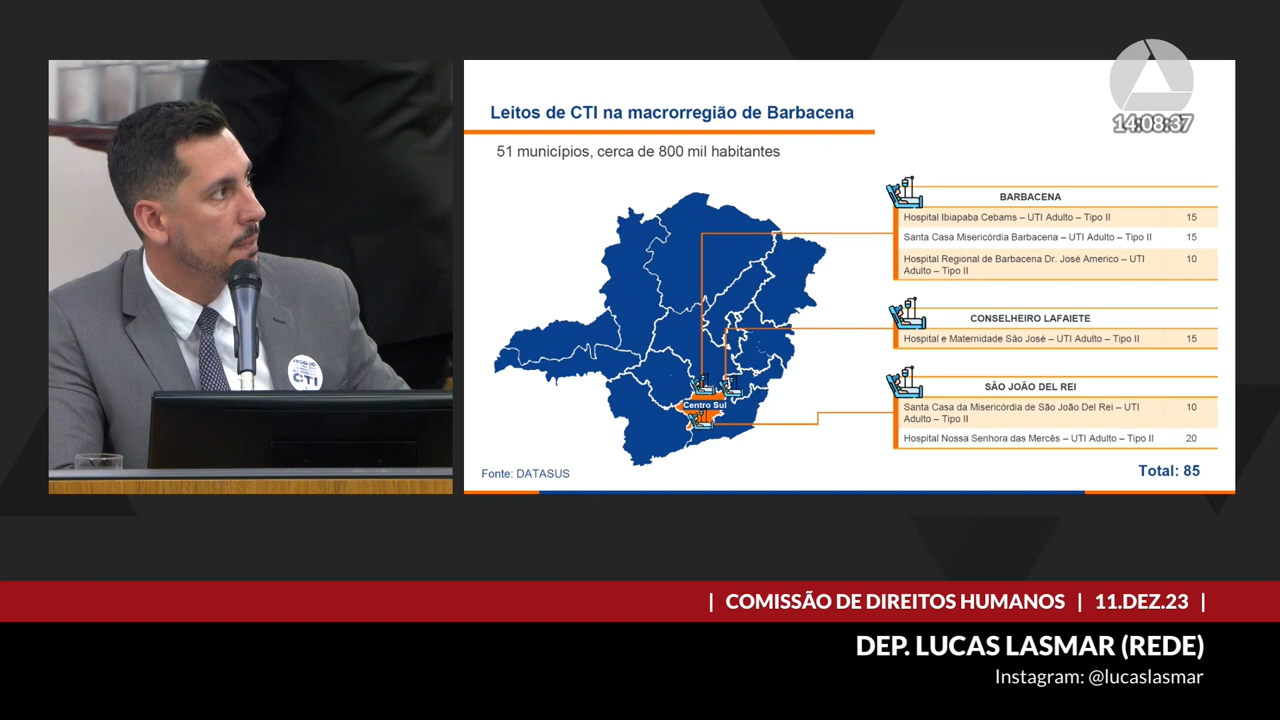 14:08:37
Leitos de CTI na macrorregião de Barbacena
51 municípios, cerca de 800 mil habitantes
BARBACENA
Hospital Ibiapaba Cebams – UTI Adulto – Tipo II 15
Santa Casa Misericórdia Barbacena – UTI Adulto – Tipo II 15
Hospital Regional de Barbacena Dr. José Americo – UTI 10
Adulto – Tipo II
CONSELHEIRO LAFAIETE
Hospital e Maternidade São José – UTI Adulto – Tipo II 15
SÃO JOÃO DEL REI
Santa Casa da Misericórdia de São João Del Rei – UTI 10
Adulto – Tipo II
Hospital Nossa Senhora das Mercês – UTI Adulto – Tipo II 20
Centro Sul
Total: 85
Fonte: DATASUS
CTI
| COMISSÃO DE DIREITOS HUMANOS | 11.DEZ.23 |
DEP. LUCAS LASMAR (REDE)
Instagram: @lucaslasmar